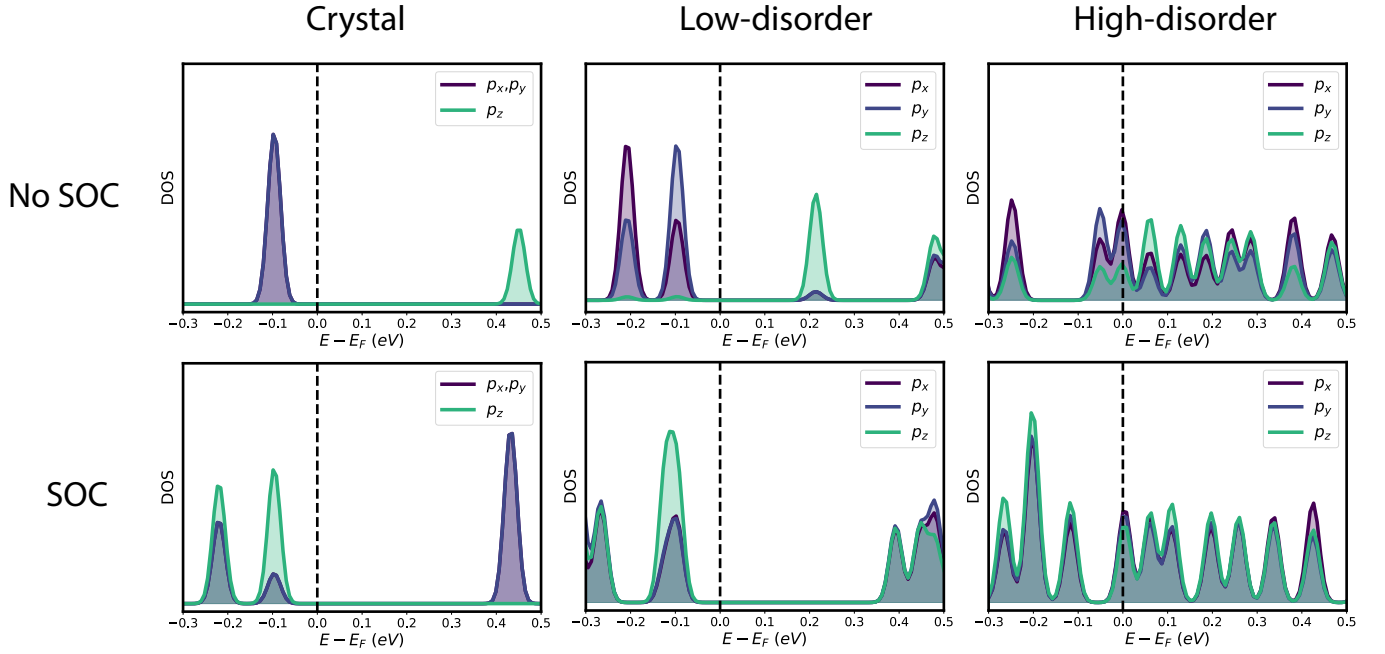 Crystal Low-disorder High-disorder
No SOC
DOS
p_x,p_y
p_z
−0.3 −0.2 −0.1 0.0 0.1 0.2 0.3 0.4 0.5
E − E_F (eV)
DOS
p_x
p_y
p_z
−0.3 −0.2 −0.1 0.0 0.1 0.2 0.3 0.4 0.5
E − E_F (eV)
DOS
p_x
p_y
p_z
−0.3 −0.2 −0.1 0.0 0.1 0.2 0.3 0.4 0.5
E − E_F (eV)
SOC
DOS
p_x,p_y
p_z
−0.3 −0.2 −0.1 0.0 0.1 0.2 0.3 0.4 0.5
E − E_F (eV)
DOS
p_x
p_y
p_z
−0.3 −0.2 −0.1 0.0 0.1 0.2 0.3 0.4 0.5
E − E_F (eV)
DOS
p_x
p_y
p_z
−0.3 −0.2 −0.1 0.0 0.1 0.2 0.3 0.4 0.5
E − E_F (eV)